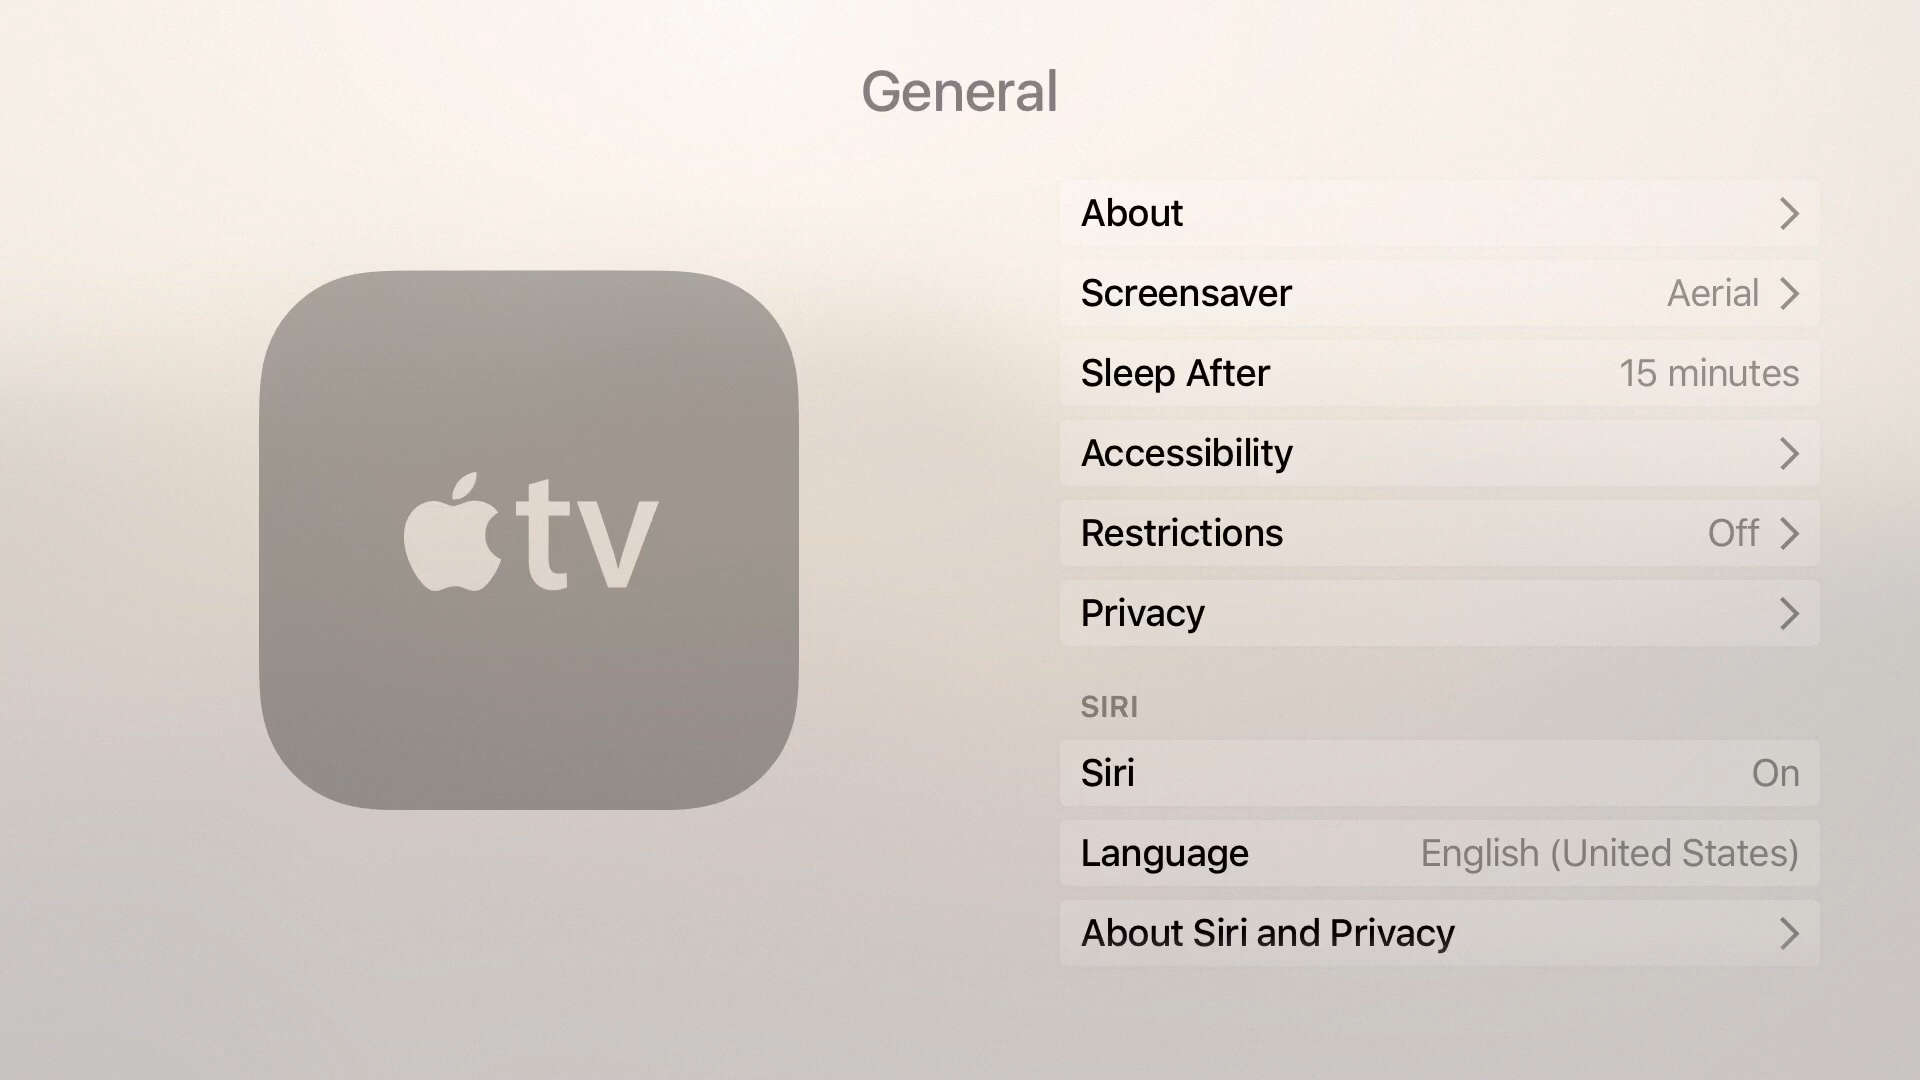 General
About
Screensaver Aerial
Sleep After 15 minutes
Accessibility
Restrictions Off
Privacy
tv
SIRI
Siri On
Language English (United States)
About Siri and Privacy